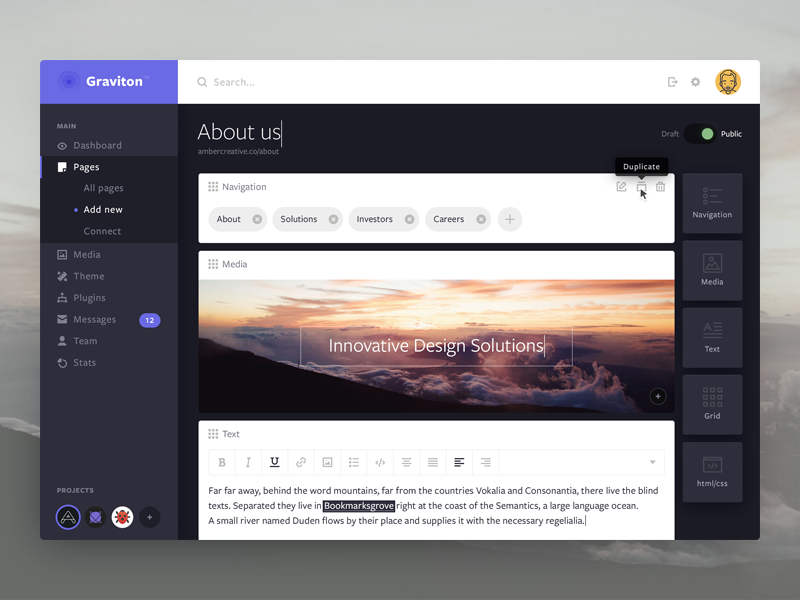 Graviton™
Search...
MAIN
Dashboard
Pages
All pages
Add new
Connect
Media
Theme
Plugins
Messages 12
Team
Stats
PROJECTS
About us
ambercreative.co/about
Draft Public
Duplicate
Navigation
About Solutions Investors Careers
Media
Innovative Design Solutions
Text
B I U
Far far away, behind the word mountains, far from the countries Vokalia and Consonantia, there live the blind
texts. Separated they live in Bookmarksgrove right at the coast of the Semantics, a large language ocean.
A small river named Duden flows by their place and supplies it with the necessary regelialia.
Navigation
Media
Text
Grid
html/css